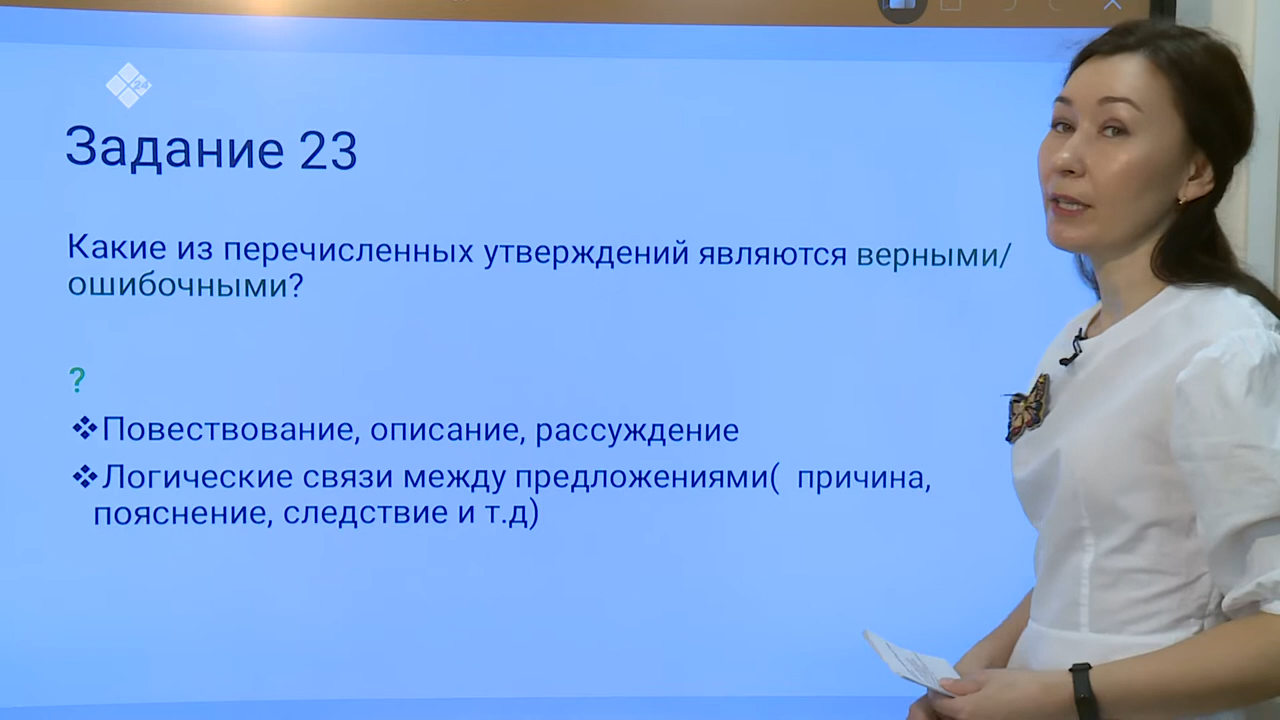 24
Задание 23
Какие из перечисленных утверждений являются верными/
ошибочными?
?
❖Повествование, описание, рассуждение
❖Логические связи между предложениями( причина,
пояснение, следствие и т.д)